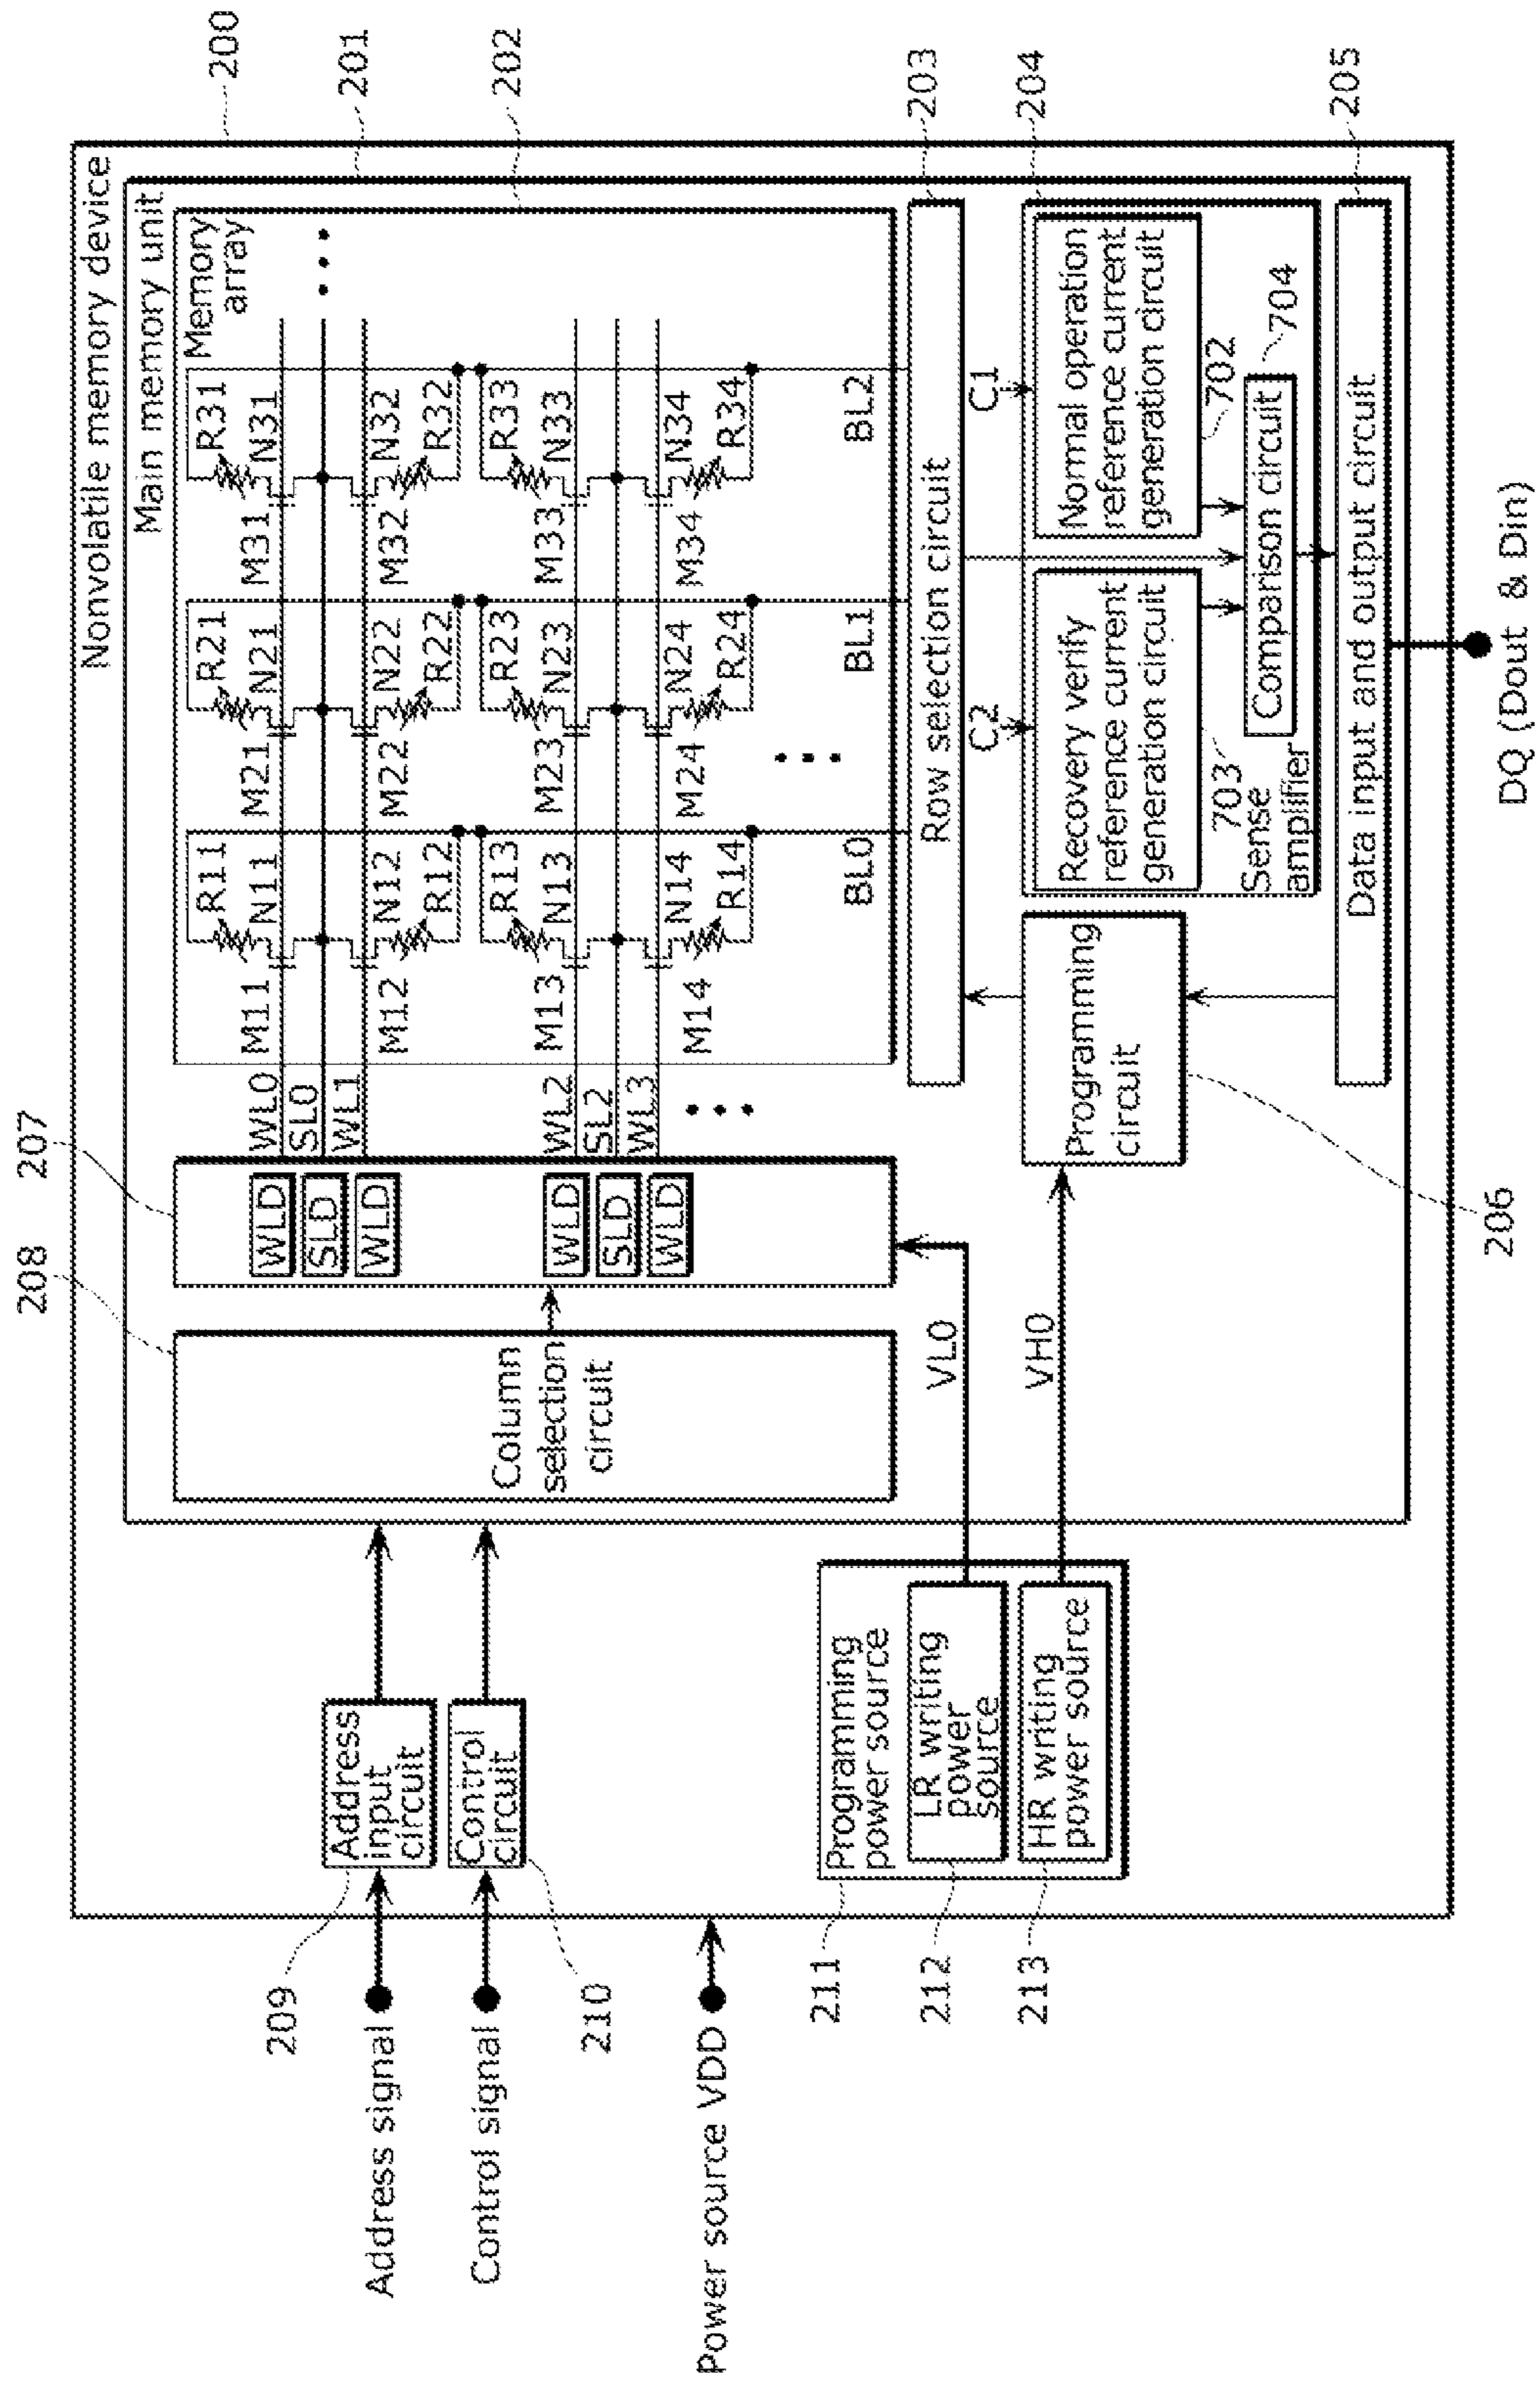 Nonvolatile memory device
200
Main memory unit
201
Memory
array
202
208
207
Column
selection
circuit
WLD
SLD
WLD
WLD
SLD
WLD
WL0
SL0
WL1
WL2
SL2
WL3
M11
N11
R11
M12
N12
R12
M13
N13
R13
M14
N14
R14
M21
N21
R21
M22
N22
R22
M23
N23
R23
M24
N24
R24
M31
N31
R31
M32
N32
R32
M33
N33
R33
M34
N34
R34
BL0
BL1
BL2
Row selection circuit
203
C2
C1
204
Recovery verify
reference current
generation circuit
703
Normal operation
reference current
generation circuit
702
Sense
amplifier
Comparison circuit
704
Data input and output circuit
205
Programming
circuit
206
VL0
VH0
Address signal
209
Address
input
circuit
Control signal
210
Control
circuit
Power source VDD
Programming
power source
211
LR writing
power
source
212
HR writing
power source
213
DQ (Dout & Din)